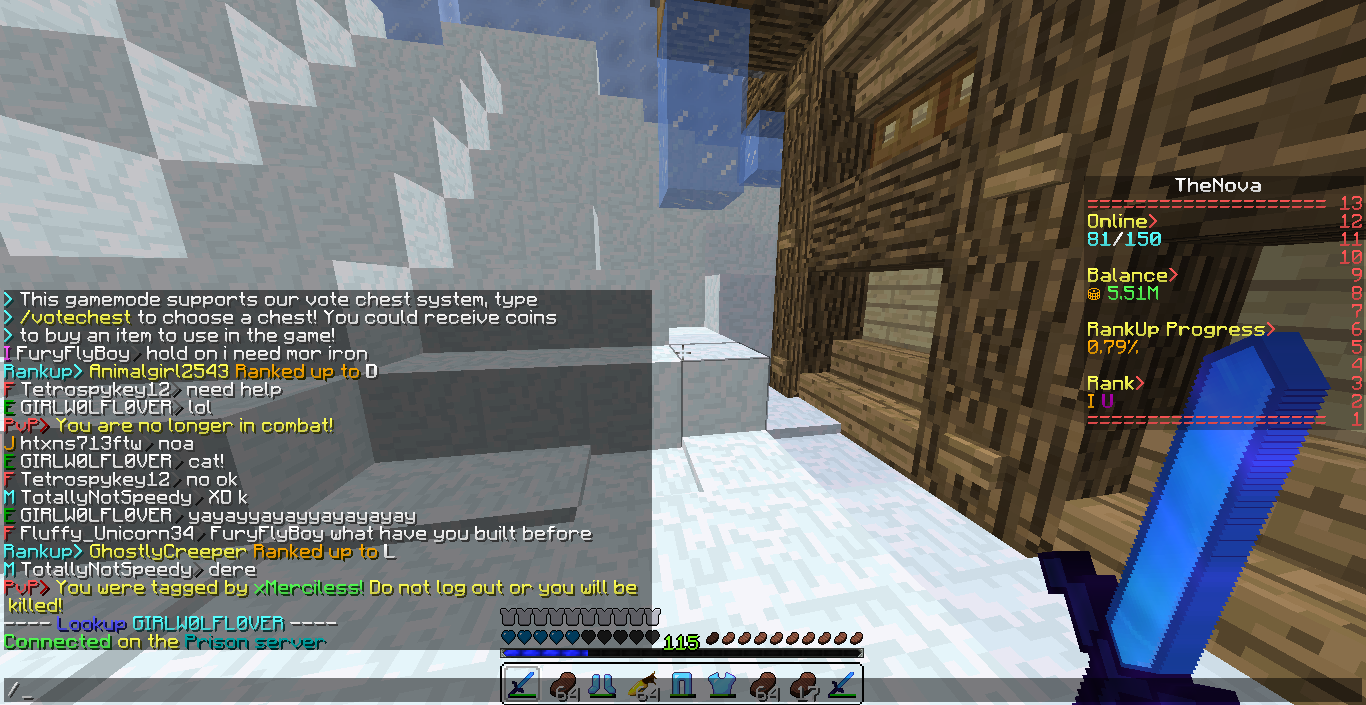 > This gamemode supports our vote chest system, type
> /votechest to choose a chest! You could receive coins
> to buy an item to use in the game!
I FuryFlyBoy > hold on i need mor iron
Rankup> Animalgirl2543 Ranked up to D
F Tetrospykey12 > need help
E GIRLW0LFL0VER > lol
PvP> You are no longer in combat!
J htxns713ftw > noa
E GIRLW0LFL0VER > cat!
F Tetrospykey12 > no ok
M TotallyNotSpeedy > XD k
E GIRLW0LFL0VER > yayayyayayyayayayay
F Fluffy_Unicorn34 > FuryFlyBoy what have you built before
Rankup> GhostlyCreeper Ranked up to L
M TotallyNotSpeedy > dere
PvP> You were tagged by xMerciless! Do not log out or you will be
killed!
---- Lookup GIRLW0LFL0VER ----
Connected on the Prison server
/_
115
64
64
64
17
TheNova
==================== 13
Online> 12
81/150 11
10
Balance> 9
5.51M 8
7
RankUp Progress> 6
0.79% 5
4
Rank> 3
I U 2
==================== 1